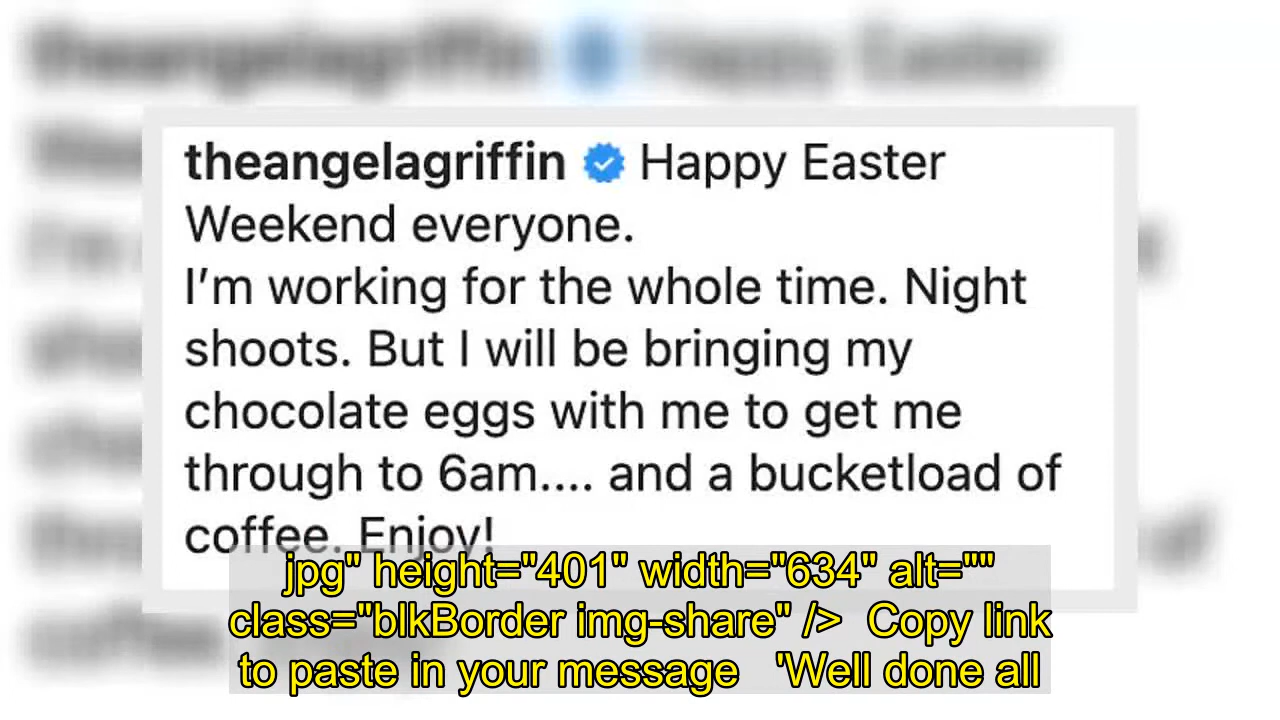 theangelagriffin Happy Easter
Weekend everyone.
I’m working for the whole time. Night
shoots. But I will be bringing my
chocolate eggs with me to get me
through to 6am.... and a bucketload of
coffee. Enjoy!
jpg" height="401" width="634" alt=""
class="blkBorder img-share" /> Copy link
to paste in your message 'Well done all